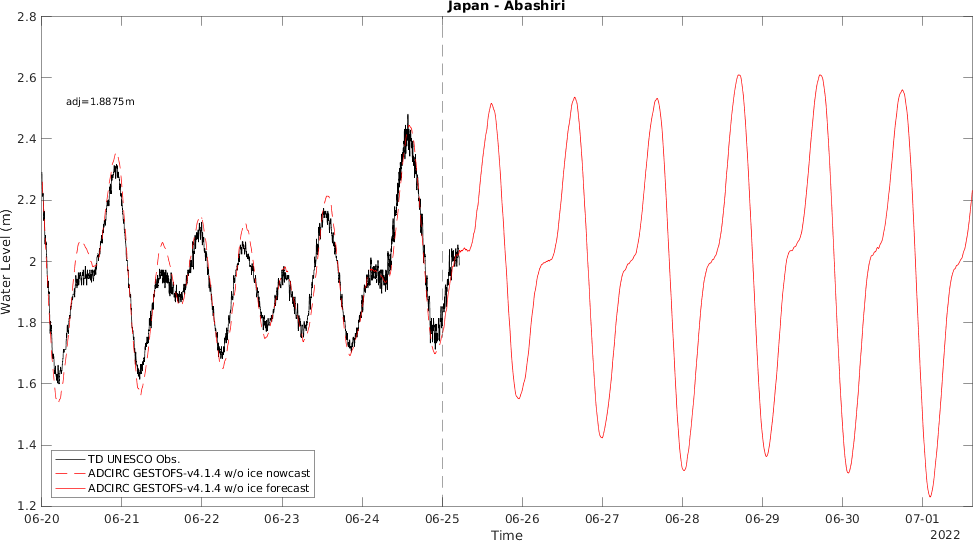 Japan - Abashiri
2.8
2.6
2.4
2.2
2
1.8
1.6
1.4
1.2
Water Level (m)
adj=1.8875m
TD UNESCO Obs.
ADCIRC GESTOFS-v4.1.4 w/o ice nowcast
ADCIRC GESTOFS-v4.1.4 w/o ice forecast
06-20 06-21 06-22 06-23 06-24 06-25 06-26 06-27 06-28 06-29 06-30 07-01
Time
2022